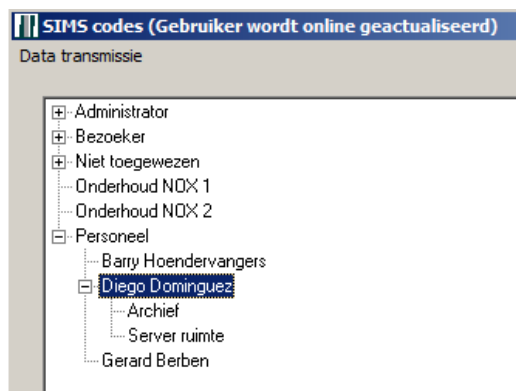 SIMS codes (Gebruiker wordt online geactualiseerd)
Data transmissie
Administrator
Bezoeker
Niet toegewezen
Onderhoud NOX 1
Onderhoud NOX 2
Personeel
Barry Hoendervangers
Diego Dominguez
Archief
Server ruimte
Gerard Berben